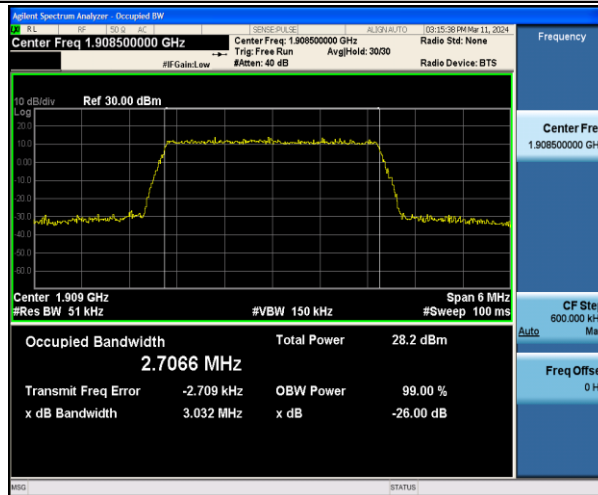 Agilent Spectrum Analyzer - Occupied BW
RL RF 50 Ω AC SENSE:PULSE ALIGN AUTO 03:15:38 PM Mar 11, 2024
Center Freq 1.908500000 GHz Center Freq: 1.908500000 GHz Radio Std: None
Trig: Free Run Avg|Hold: 30/30
#IFGain:Low #Atten: 40 dB Radio Device: BTS
Frequency
10 dB/div Ref 30.00 dBm
Log
20.0
10.0
0.00
-10.0
-20.0
-30.0
-40.0
-50.0
-60.0
Center Fre
1.908500000 GH
Center 1.909 GHz Span 6 MHz
#Res BW 51 kHz #VBW 150 kHz #Sweep 100 ms
CF Ste
600.000 kH
Auto Ma
Occupied Bandwidth Total Power 28.2 dBm
2.7066 MHz
Transmit Freq Error -2.709 kHz OBW Power 99.00 %
x dB Bandwidth 3.032 MHz x dB -26.00 dB
Freq Offse
0 H
MSG STATUS